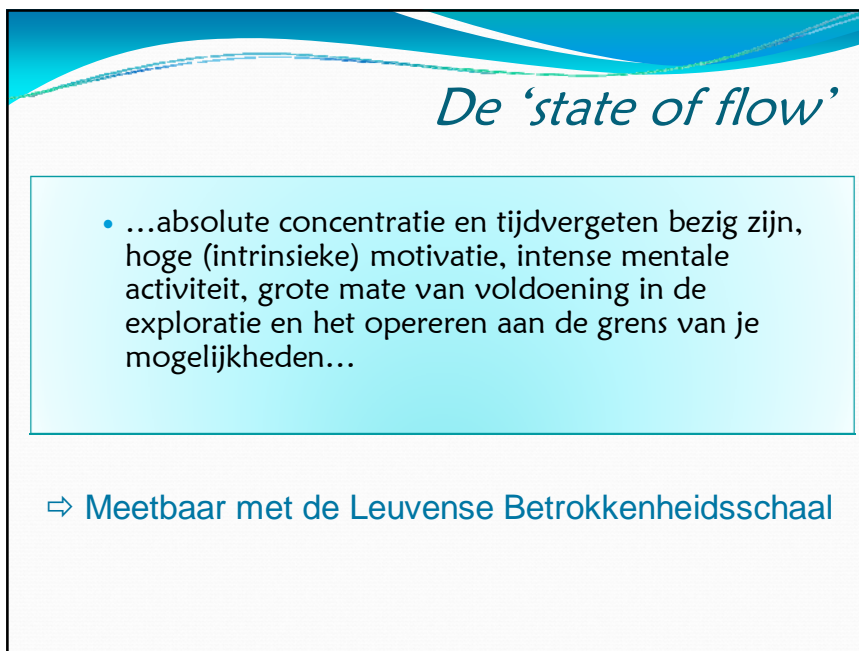 De ‘state of flow’
• …absolute concentratie en tijdvergeten bezig zijn,
hoge (intrinsieke) motivatie, intense mentale
activiteit, grote mate van voldoening in de
exploratie en het opereren aan de grens van je
mogelijkheden…
⇨ Meetbaar met de Leuvense Betrokkenheidsschaal